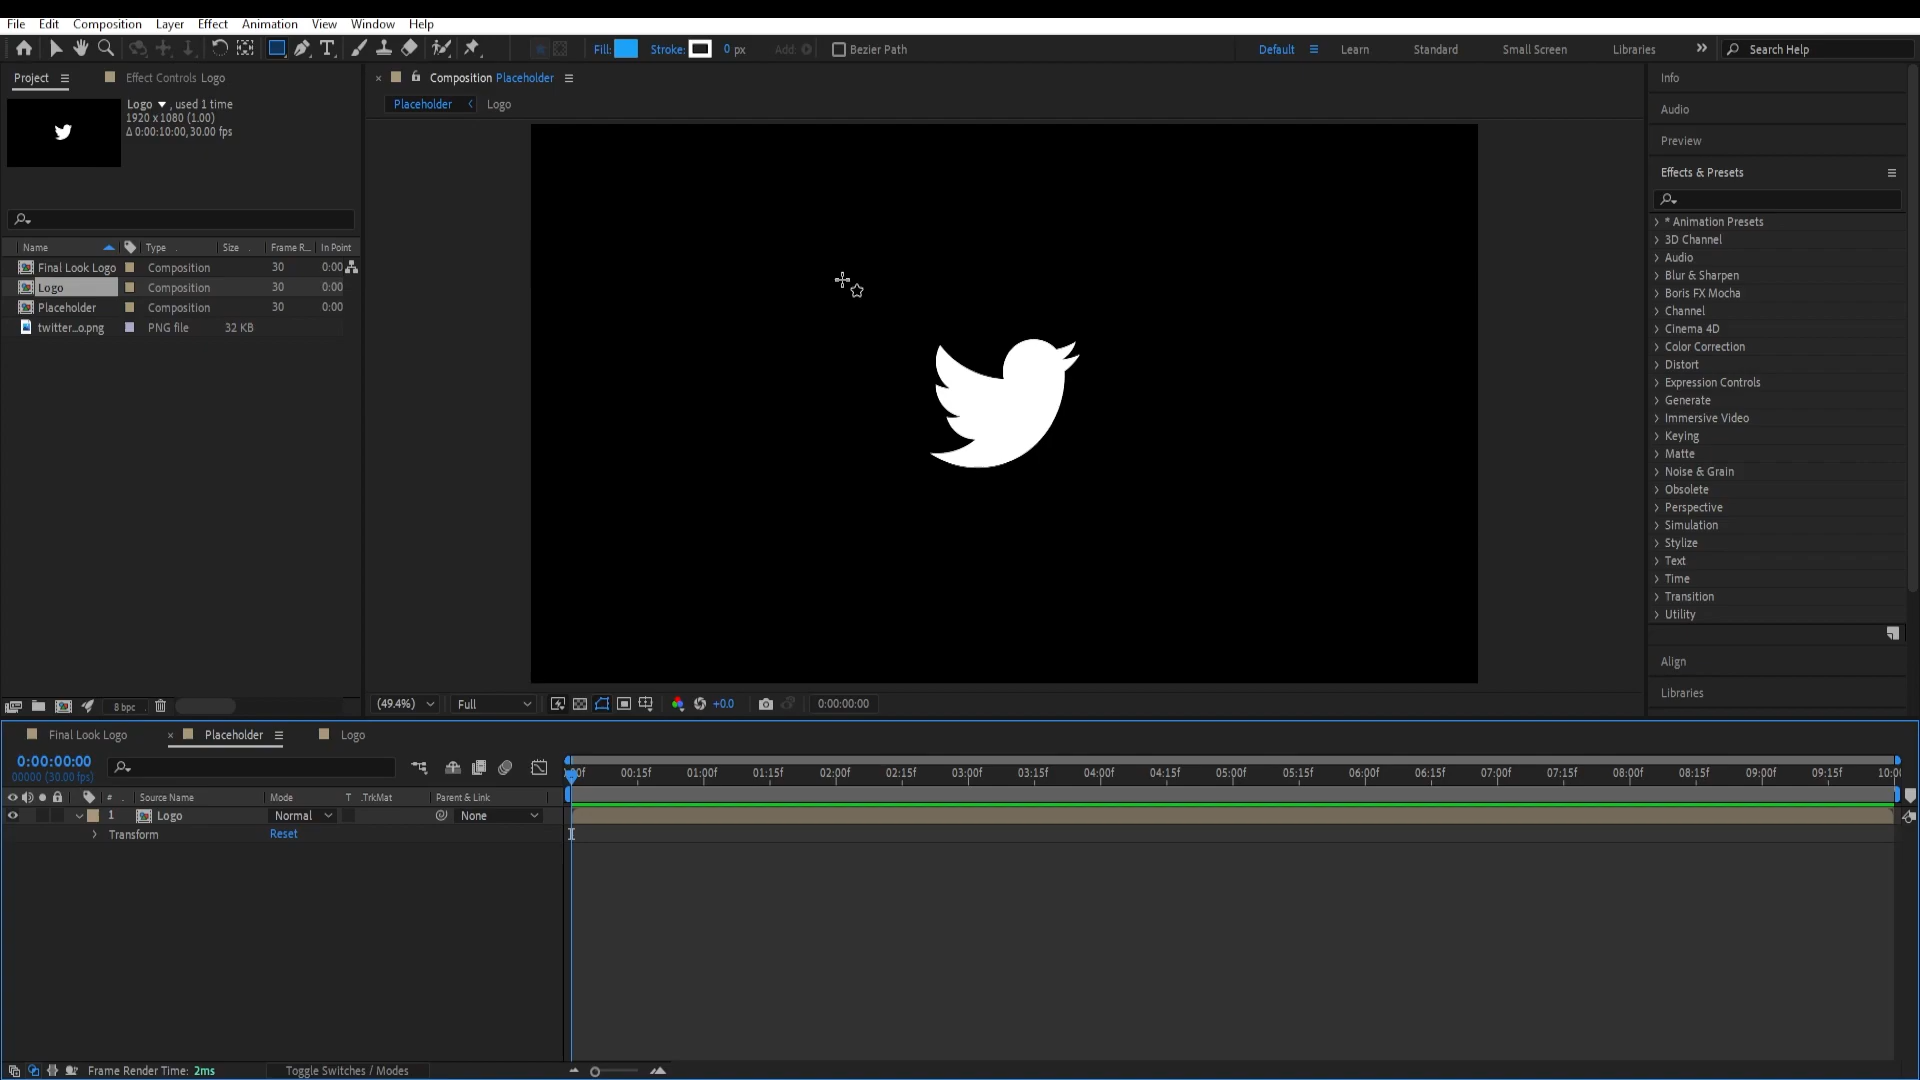 File Edit Composition Layer Effect Animation View Window Help
Fill: Stroke: 0 px Add: Bezier Path Default Learn Standard Small Screen Libraries Search Help
Project Effect Controls Logo
Logo , used 1 time
1920 x 1080 (1.00)
Δ 0:00:10:00, 30.00 fps
Name Type Size Frame R... In Point
Final Look Logo Composition 30 0:00
Logo Composition 30 0:00
Placeholder Composition 30 0:00
twitter...o.png PNG file 32 KB
8 bpc
Composition Placeholder
Placeholder Logo
(49.4%) Full +0.0 0:00:00:00
Info
Audio
Preview
Effects & Presets
* Animation Presets
3D Channel
Audio
Blur & Sharpen
Boris FX Mocha
Channel
Cinema 4D
Color Correction
Distort
Expression Controls
Generate
Immersive Video
Keying
Matte
Noise & Grain
Obsolete
Perspective
Simulation
Stylize
Text
Time
Transition
Utility
Align
Libraries
Final Look Logo Placeholder Logo
0:00:00:00
00000 (30.00 fps)
00f 00:15f 01:00f 01:15f 02:00f 02:15f 03:00f 03:15f 04:00f 04:15f 05:00f 05:15f 06:00f 06:15f 07:00f 07:15f 08:00f 08:15f 09:00f 09:15f 10:0
# Source Name Mode T .TrkMat Parent & Link
1 Logo Normal None
Transform Reset
Frame Render Time: 2ms Toggle Switches / Modes